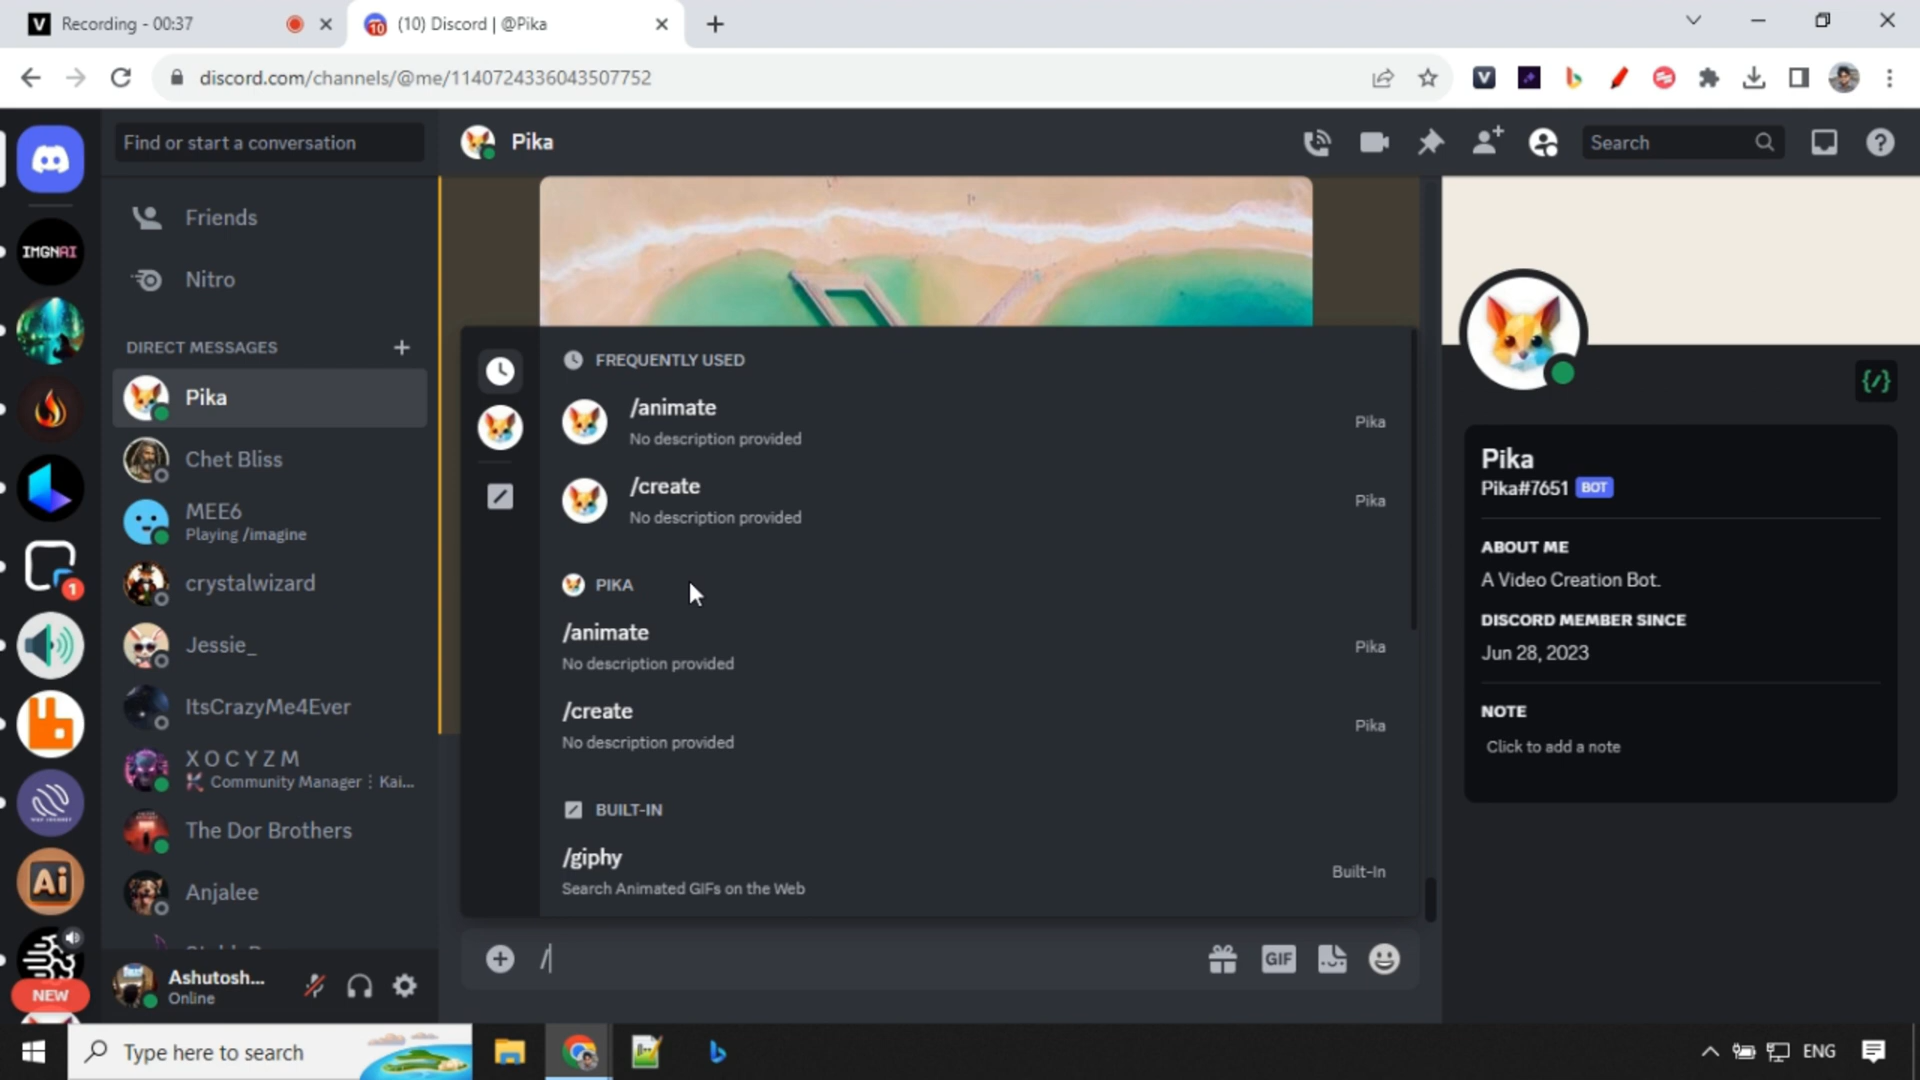 V Recording - 00:37
10 (10) Discord | @Pika
discord.com/channels/@me/1140724336043507752
Find or start a conversation
Pika
Search
Friends
IMGNAI
Nitro
DIRECT MESSAGES
Pika
Chet Bliss
MEE6
Playing /imagine
crystalwizard
1
Jessie_
ItsCrazyMe4Ever
X O C Y Z M
Community Manager ⋮ Kai...
The Dor Brothers
Ai
Anjalee
NEW
Ashutosh...
Online
FREQUENTLY USED
/animate
No description provided
Pika
/create
No description provided
Pika
PIKA
/animate
No description provided
Pika
/create
No description provided
Pika
BUILT-IN
/giphy
Search Animated GIFs on the Web
Built-In
/
GIF
Pika
Pika#7651 BOT
ABOUT ME
A Video Creation Bot.
DISCORD MEMBER SINCE
Jun 28, 2023
NOTE
Click to add a note
Type here to search
ENG